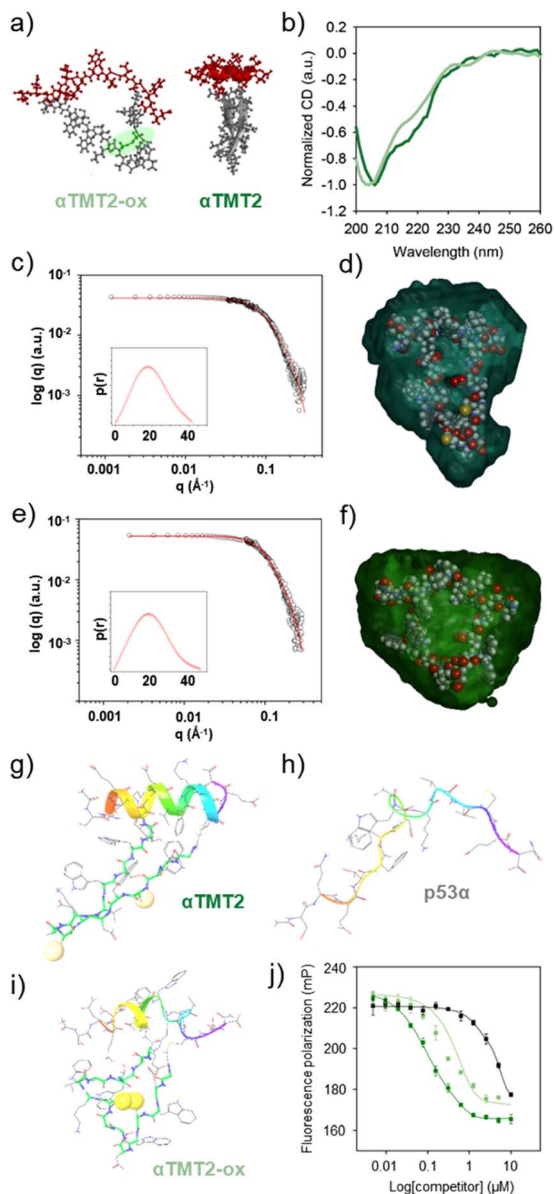 a)
αTMT2-ox
αTMT2
b)
Normalized CD (a.u.)
0.0
-0.2
-0.4
-0.6
-0.8
-1.0
-1.2
200 210 220 230 240 250 260
Wavelength (nm)
c)
log (q) (a.u.)
10-1
10-2
10-3
p(r)
0 20 40
0.001 0.01 0.1
q (Å-1)
d)
e)
log (q) (a.u.)
10-1
10-2
10-3
p(r)
0 20 40
0.001 0.01 0.1
q (Å-1)
f)
g)
αTMT2
h)
p53α
i)
αTMT2-ox
j)
Fluorescence polarization (mP)
240
220
200
180
160
0.01 0.1 1 10
Log[competitor] (µM)